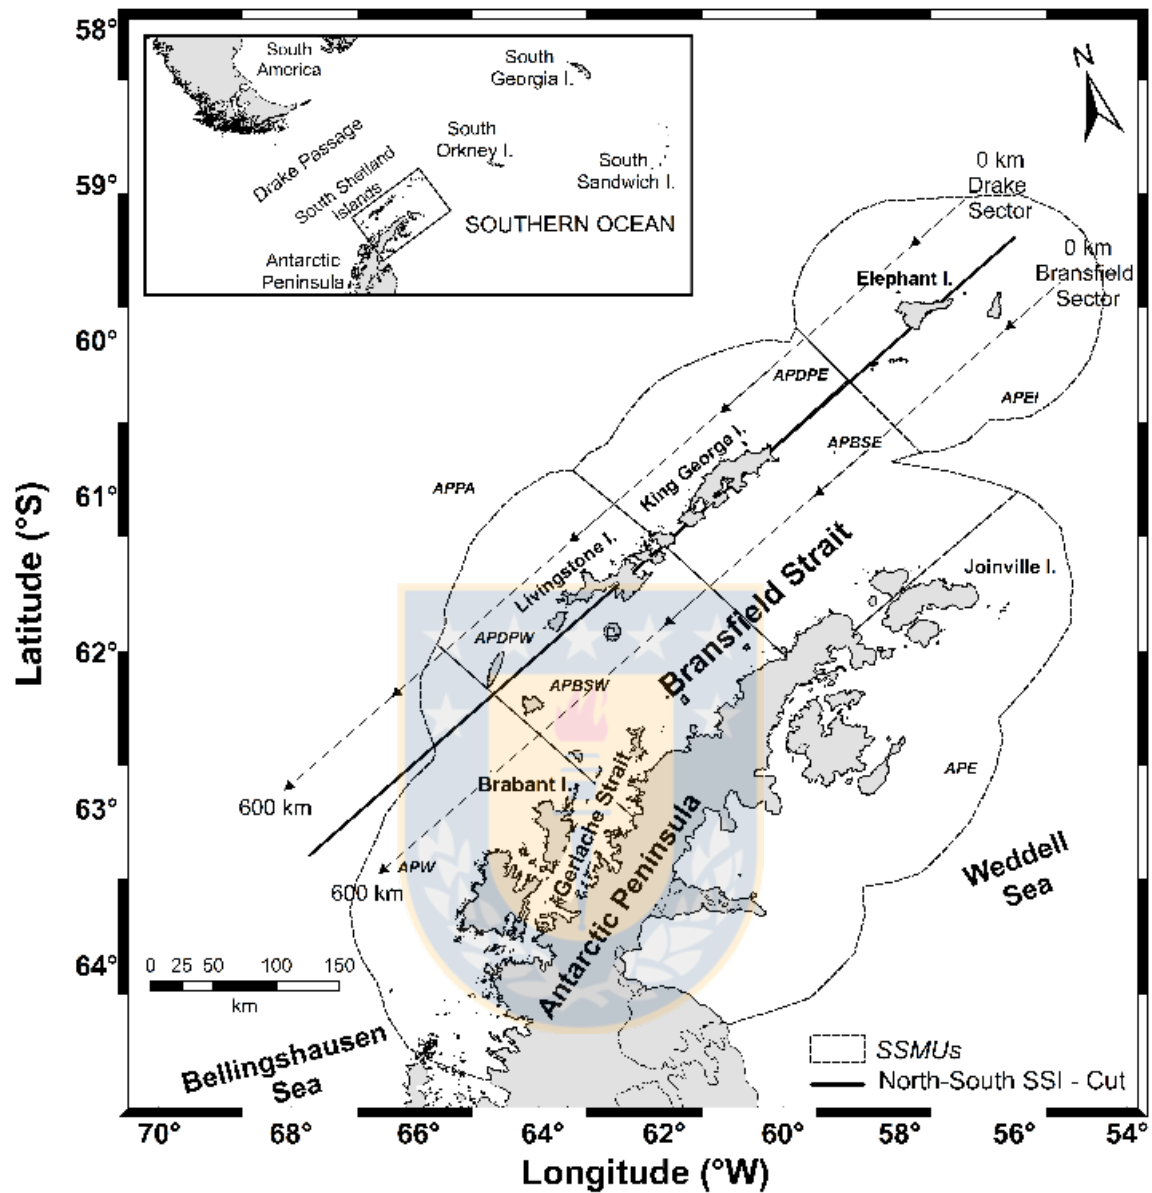 58°
59°
60°
61°
62°
63°
64°
Latitude (°S)
South
America
South
Georgia I.
Drake Passage
South
Orkney I.
South
Sandwich I.
South Shetland
Islands
SOUTHERN OCEAN
Antarctic
Peninsula
N
0 km
Drake
Sector
0 km
Bransfield
Sector
Elephant I.
APDPE
APEI
APBSE
King George I.
APPA
Livingstone I.
Bransfield Strait
Joinville I.
APDPW
APBSW
APE
Brabant I.
Gerlache Strait
600 km
APW
600 km
Antarctic Peninsula
Weddell
Sea
0 25 50 100 150
km
Bellingshausen
Sea
SSMUs
North-South SSI - Cut
70° 68° 66° 64° 62° 60° 58° 56° 54°
Longitude (°W)